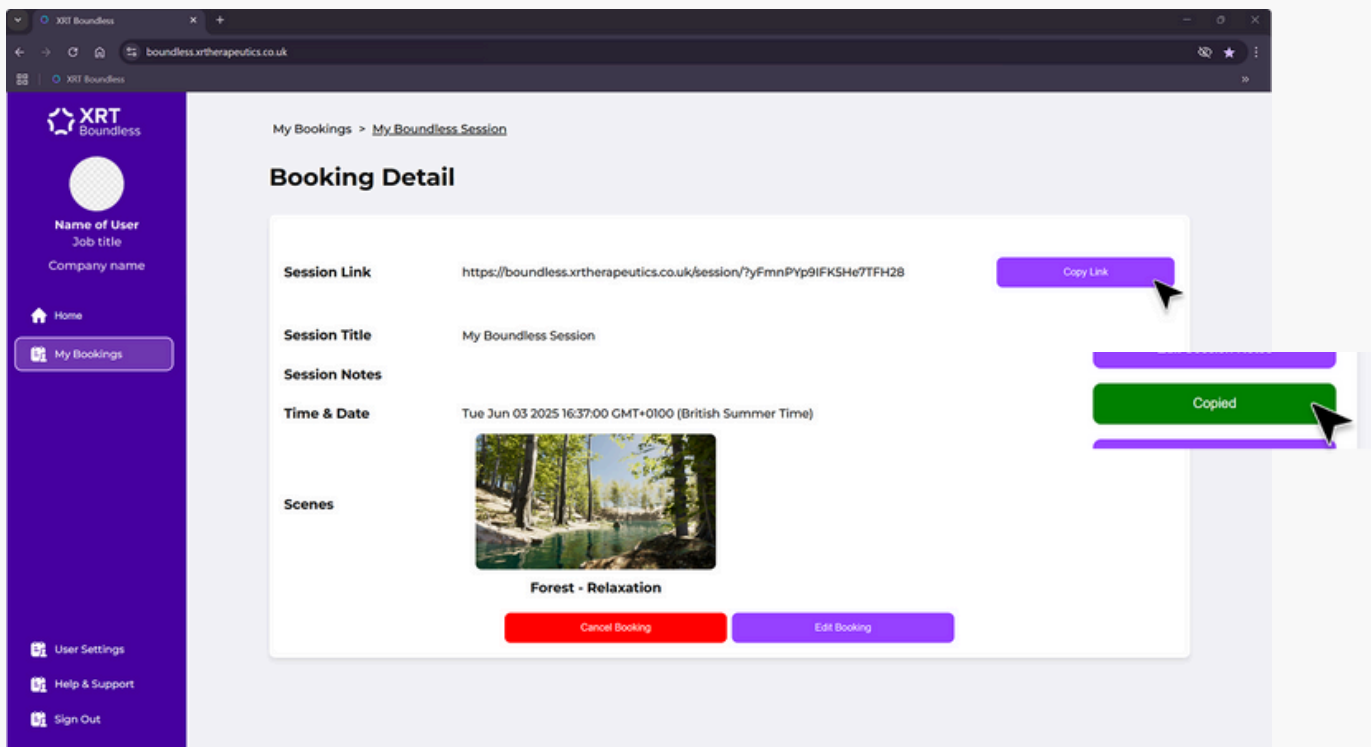 XRT Boundless
boundless.xrtherapeutics.co.uk
XRT Boundless
XRT
Boundless
Name of User
Job title
Company name
Home
My Bookings
User Settings
Help & Support
Sign Out
My Bookings > My Boundless Session
Booking Detail
Session Link https://boundless.xrtherapeutics.co.uk/session/?yFmnPYp9IFK5He7TFH28 Copy Link
Session Title My Boundless Session
Session Notes
Time & Date Tue Jun 03 2025 16:37:00 GMT+0100 (British Summer Time)
Copied
Scenes
Forest - Relaxation
Cancel Booking Edit Booking